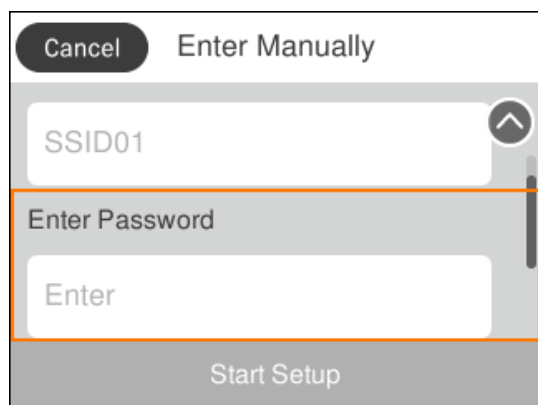 Cancel Enter Manually
SSID01
Enter Password
Enter
Start Setup